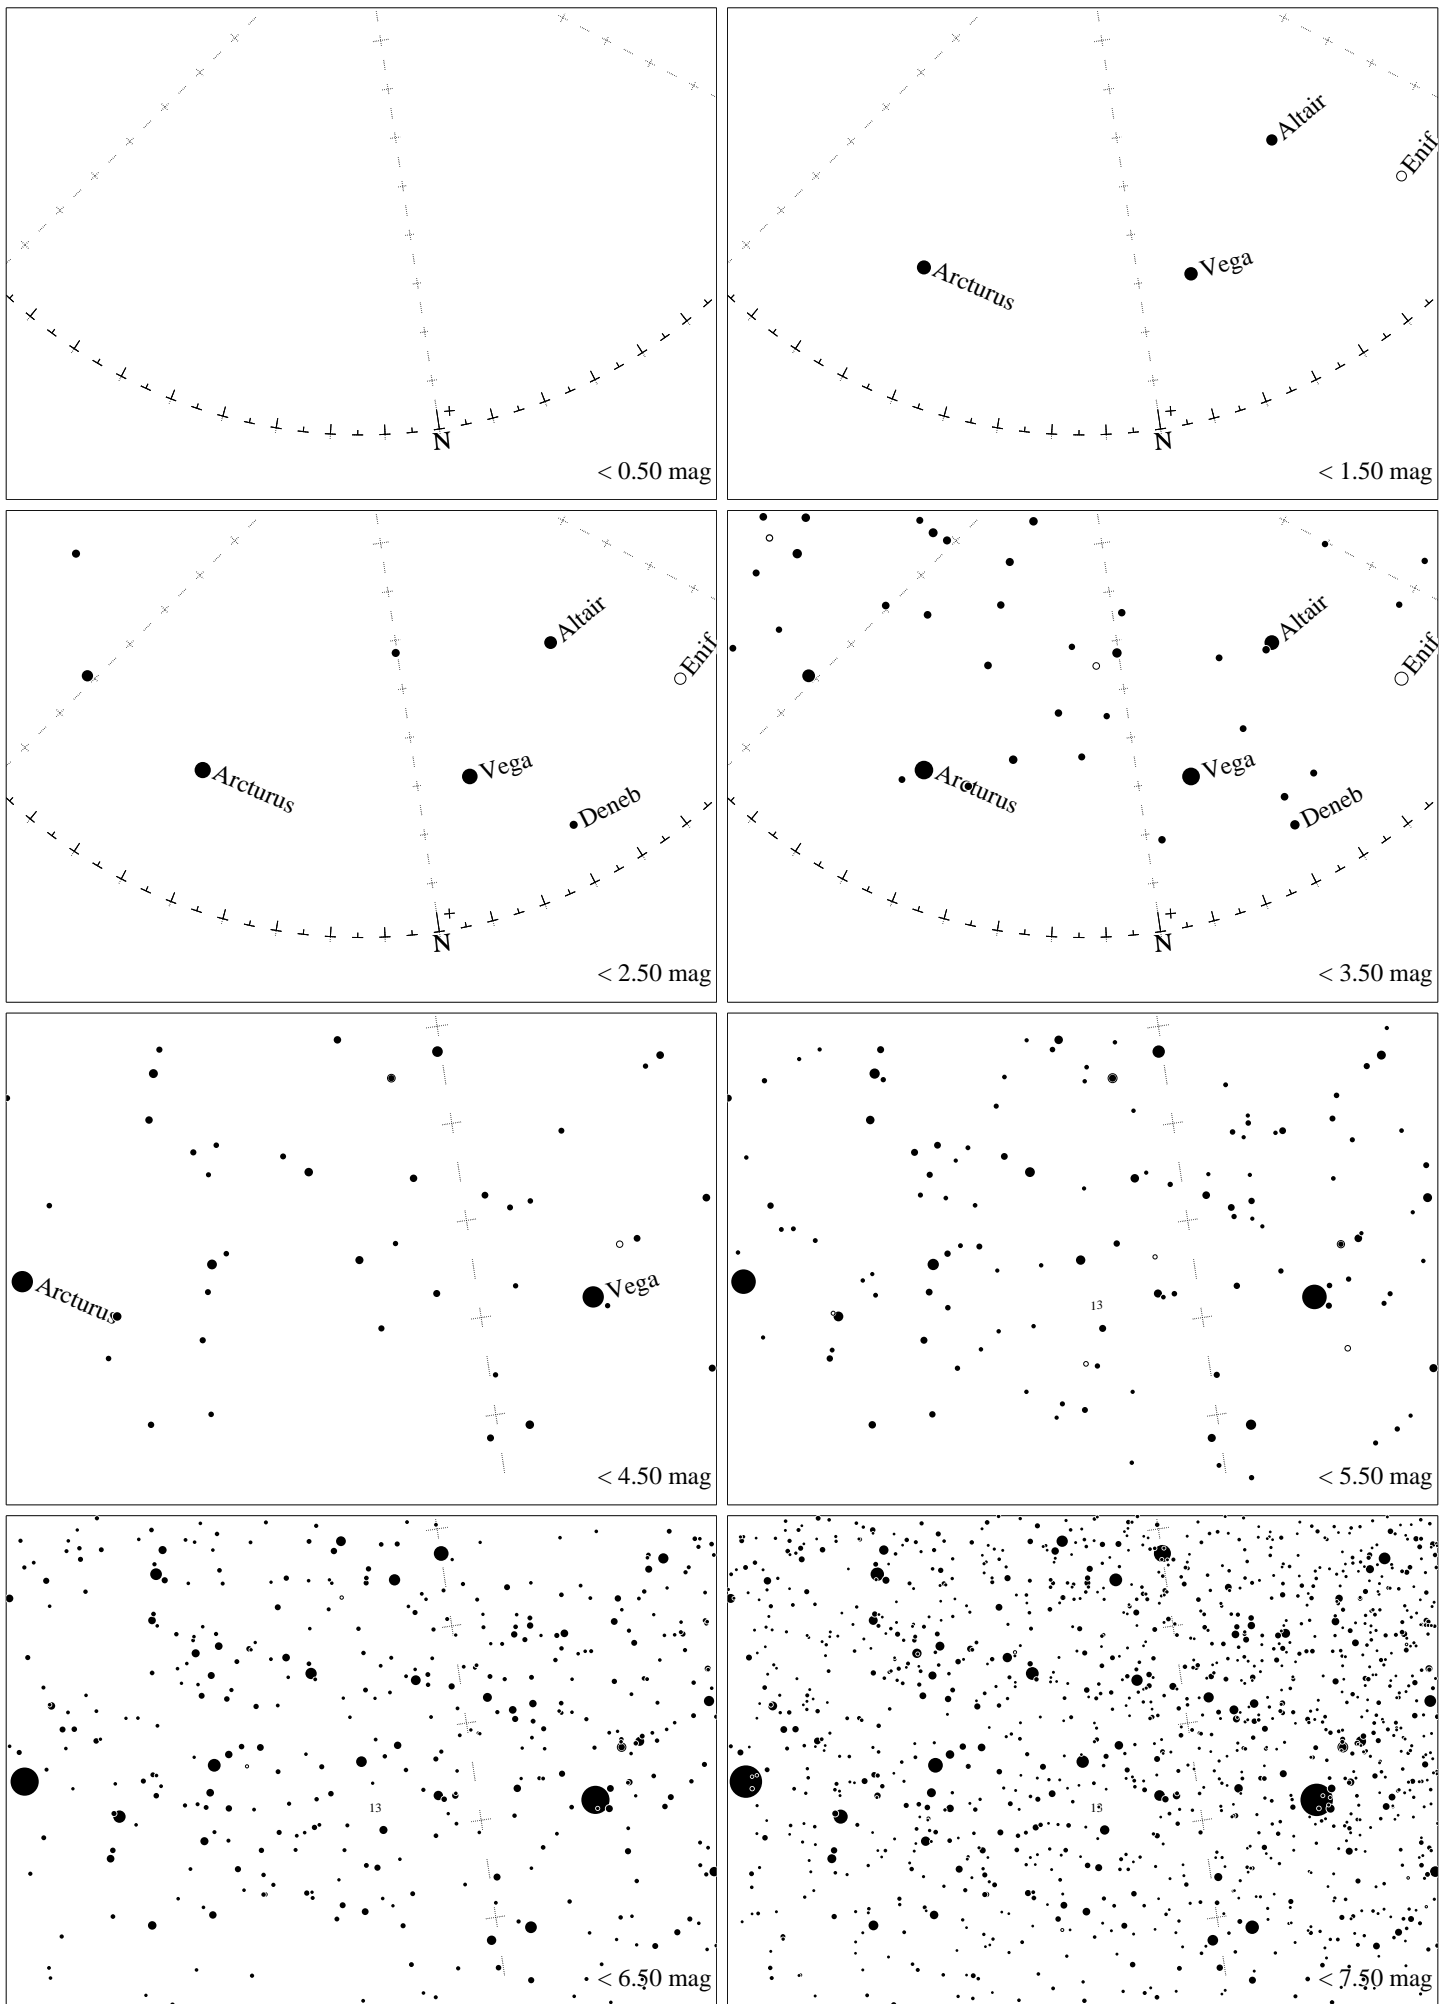 N
< 0.50 mag
Altair
Enif
Arcturus
Vega
N
< 1.50 mag
Altair
Enif
Arcturus
Vega
Deneb
N
< 2.50 mag
Altair
Enif
Arcturus
Vega
Deneb
N
< 3.50 mag
Arcturus
Vega
< 4.50 mag
13
< 5.50 mag
13
< 6.50 mag
13
< 7.50 mag